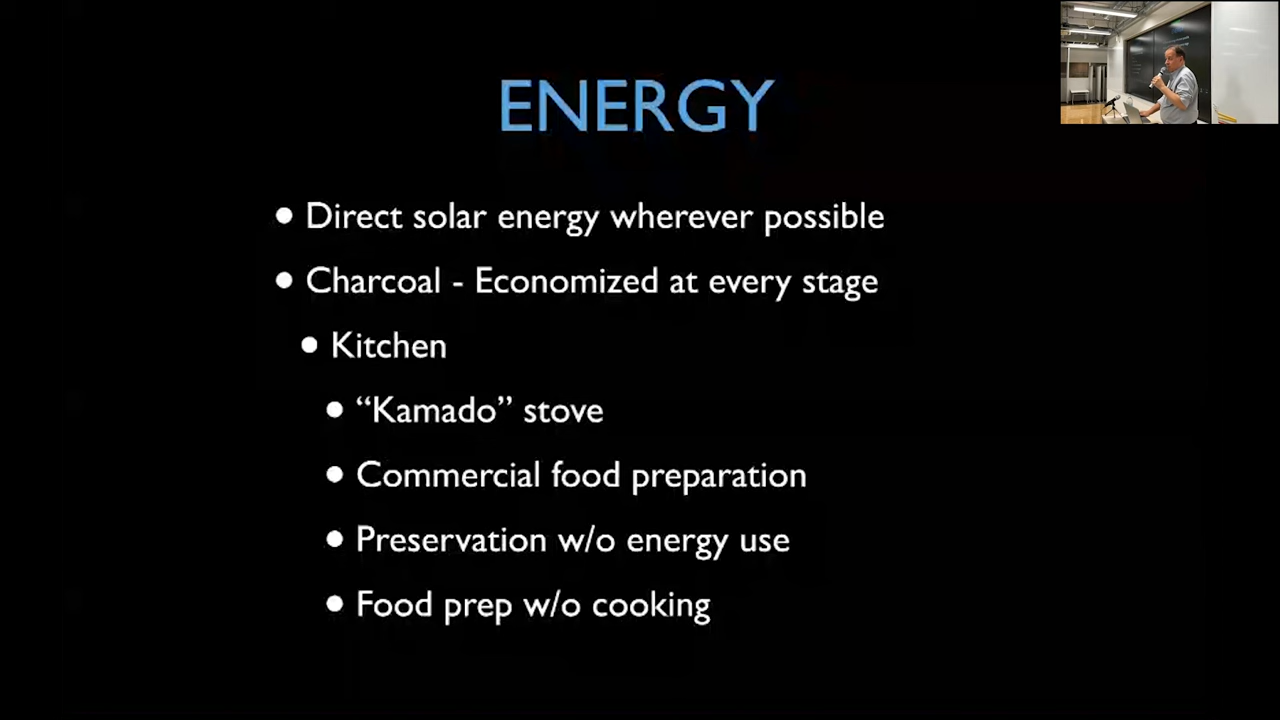 ENERGY
• Direct solar energy wherever possible
• Charcoal - Economized at every stage
• Kitchen
• “Kamado” stove
• Commercial food preparation
• Preservation w/o energy use
• Food prep w/o cooking